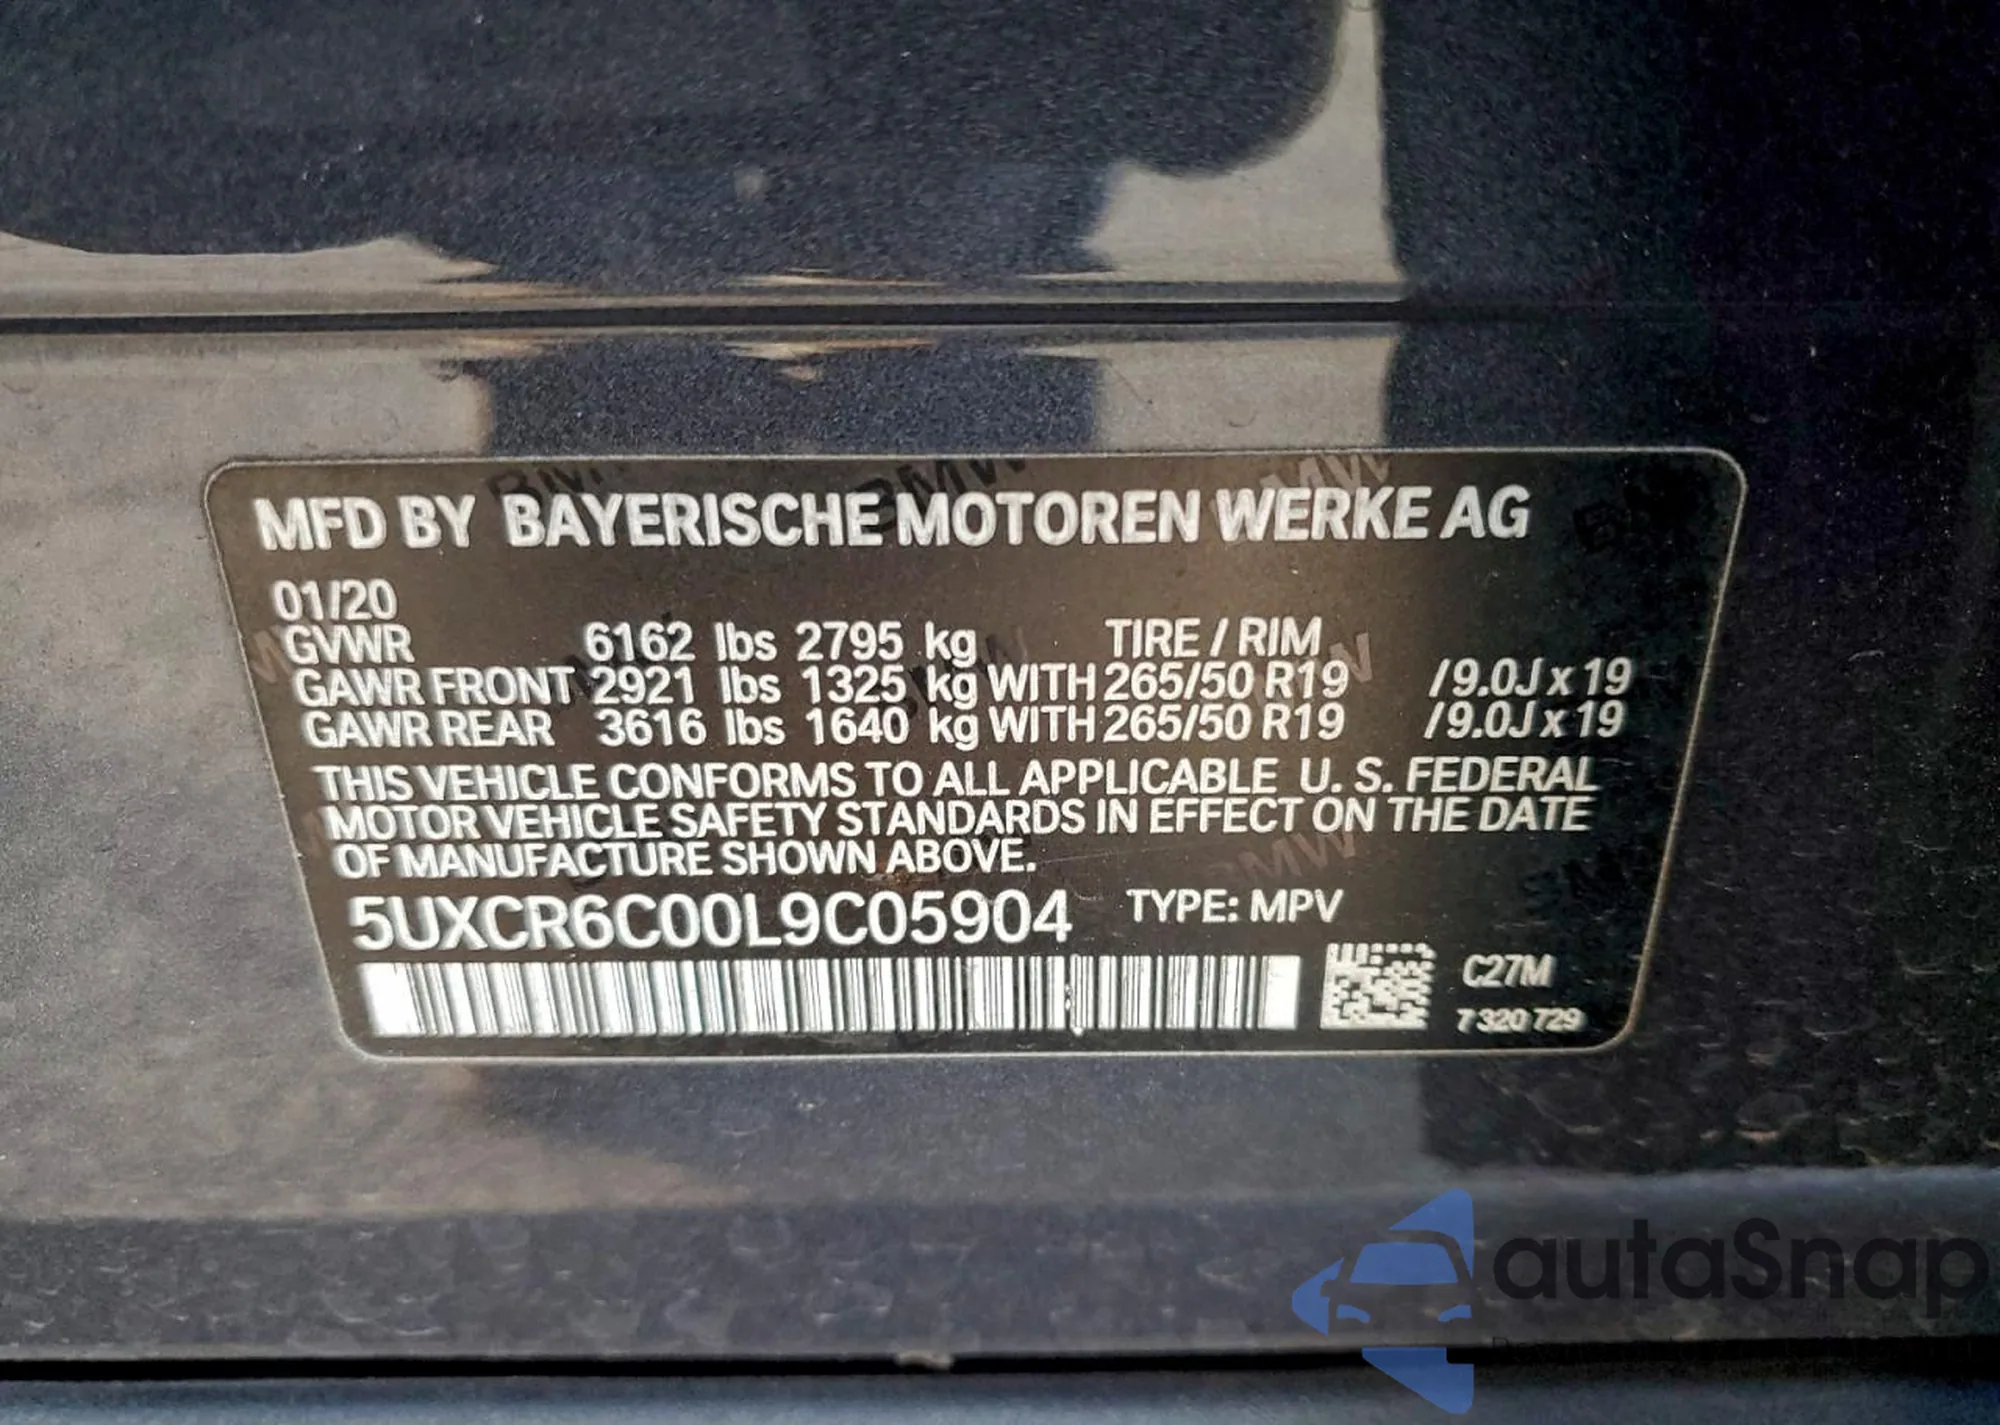 MFD BY BAYERISCHE MOTOREN WERKE AG
01/20
GVWR 6162 lbs 2795 kg TIRE / RIM
GAWR FRONT 2921 lbs 1325 kg WITH 265/50 R19 /9.0J x 19
GAWR REAR 3616 lbs 1640 kg WITH 265/50 R19 /9.0J x 19
THIS VEHICLE CONFORMS TO ALL APPLICABLE U. S. FEDERAL
MOTOR VEHICLE SAFETY STANDARDS IN EFFECT ON THE DATE
OF MANUFACTURE SHOWN ABOVE.
5UXCR6C00L9C05904 TYPE: MPV
C27M
7 320 729
autaSnap